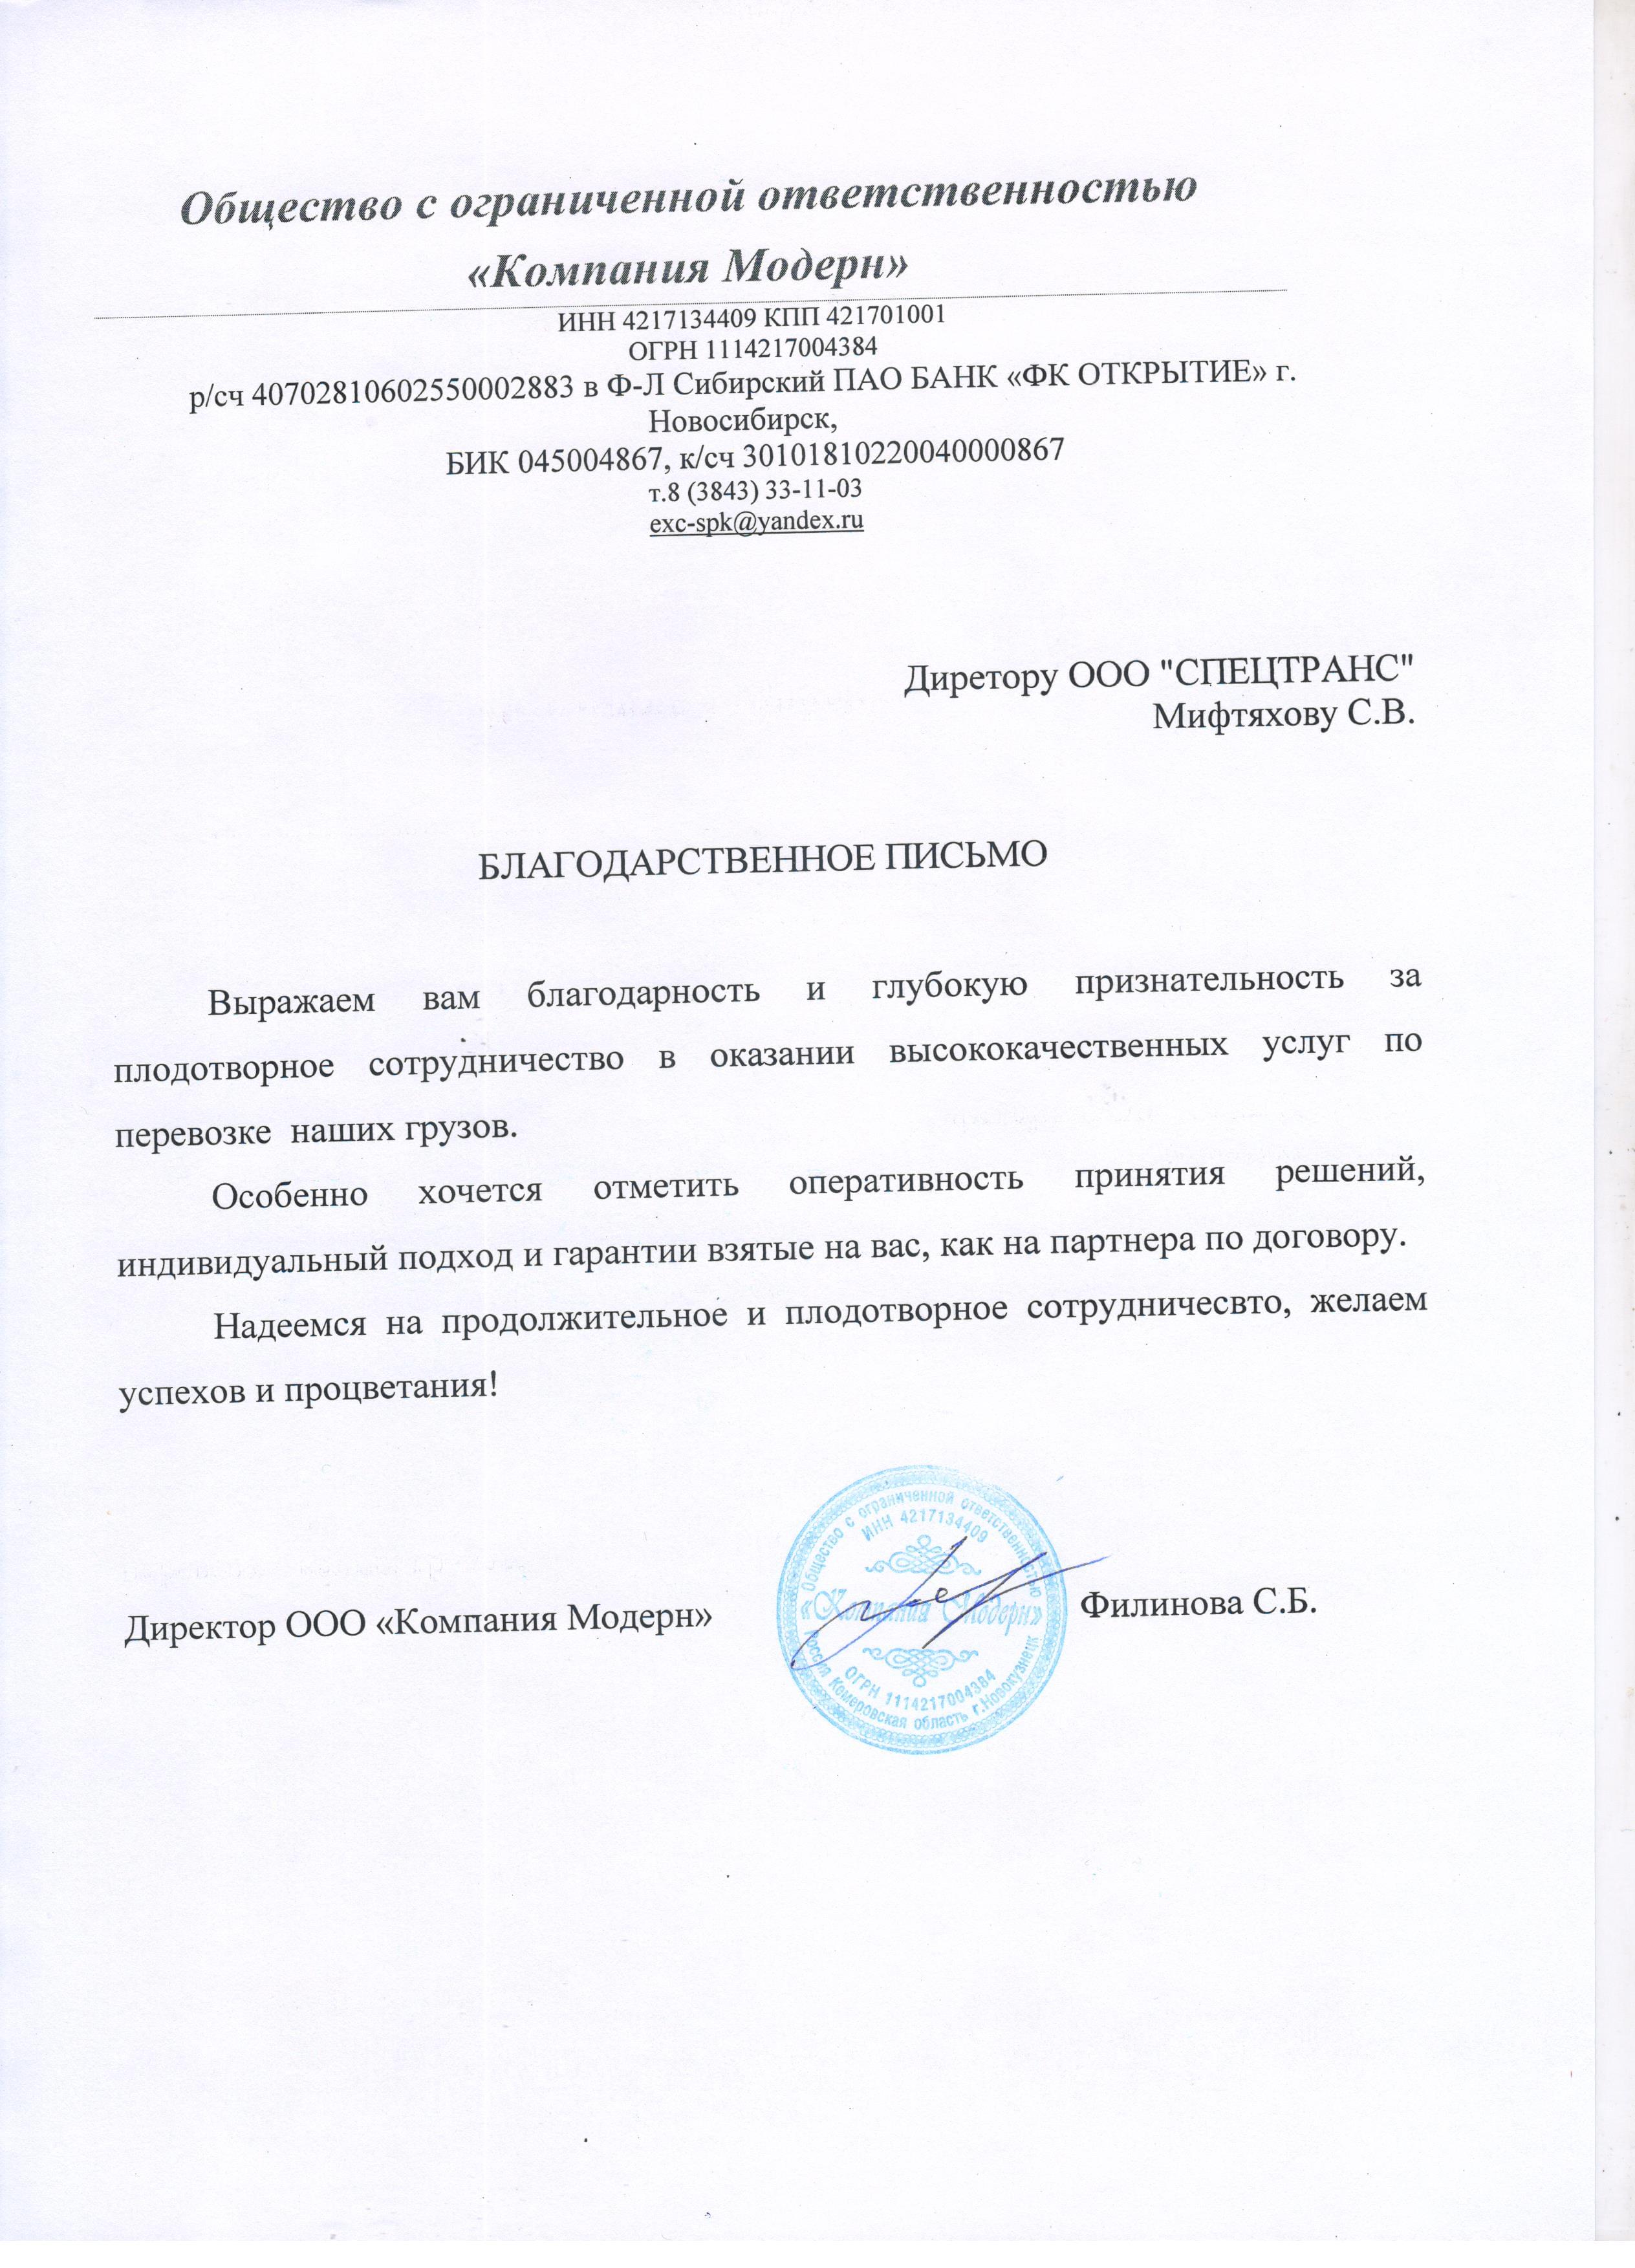 Общество с ограниченной ответственностью
«Компания Модерн»
ИНН 4217134409 КПП 421701001
ОГРН 1114217004384
р/сч 40702810602550002883 в Ф-Л Сибирский ПАО БАНК «ФК ОТКРЫТИЕ» г.
Новосибирск,
БИК 045004867, к/сч 30101810220040000867
т.8 (3843) 33-11-03
exc-spk@yandex.ru
Диретору ООО "СПЕЦТРАНС"
Мифтяхову С.В.
БЛАГОДАРСТВЕННОЕ ПИСЬМО
Выражаем вам благодарность и глубокую признательность за
плодотворное сотрудничество в оказании высококачественных услуг по
перевозке наших грузов.
Особенно хочется отметить оперативность принятия решений,
индивидуальный подход и гарантии взятые на вас, как на партнера по договору.
Надеемся на продолжительное и плодотворное сотрудничесвто, желаем
успехов и процветания!
Директор ООО «Компания Модерн»
Филинова С.Б.
Общество с ограниченной ответственностью
ИНН 4217134409
«Компания Модерн»
ОГРН 1114217004384
Россия Кемеровская область г.Новокузнецк